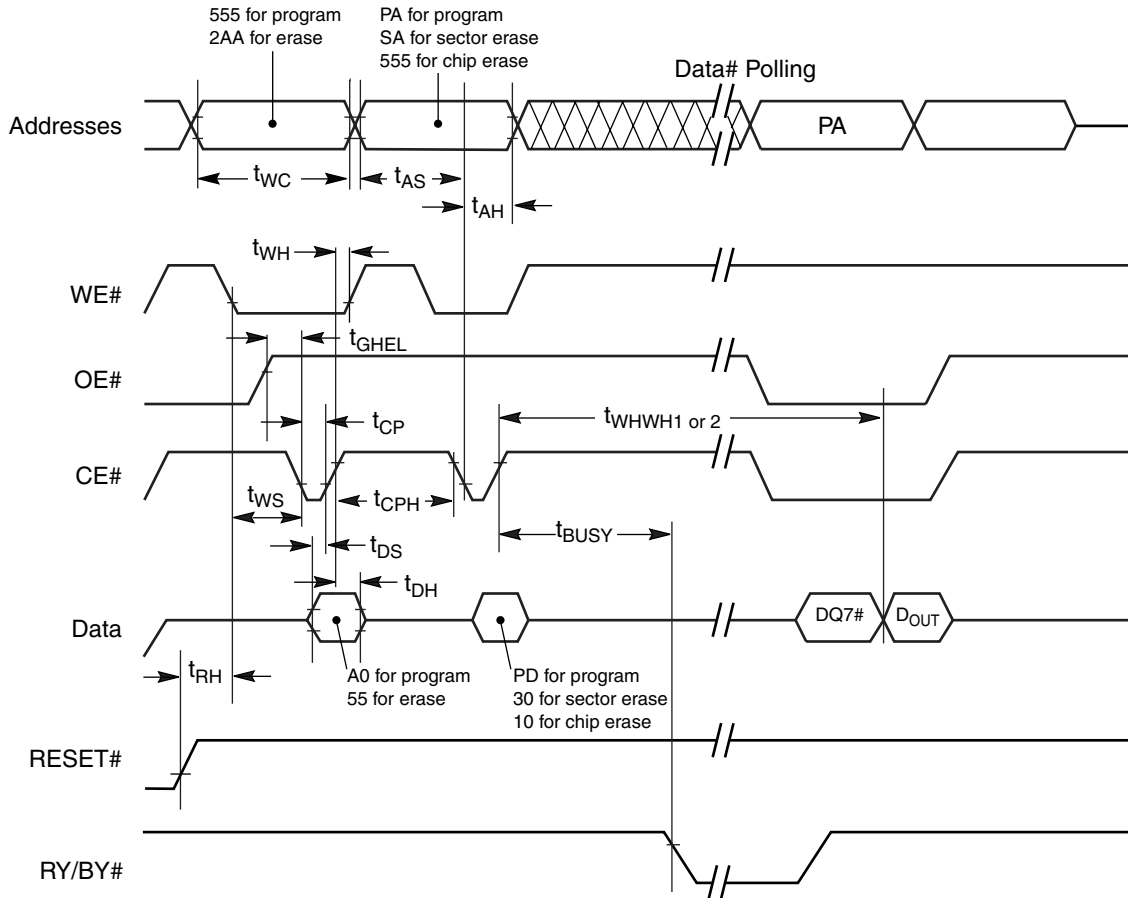 555 for program
2AA for erase
PA for program
SA for sector erase
555 for chip erase
Data# Polling
Addresses
PA
tWC
tAS
tAH
tWH
WE#
tGHEL
OE#
tWHWH1 or 2
tCP
CE#
tWS
tCPH
tBUSY
tDS
tDH
Data
DQ7#
DOUT
tRH
A0 for program
55 for erase
PD for program
30 for sector erase
10 for chip erase
RESET#
RY/BY#